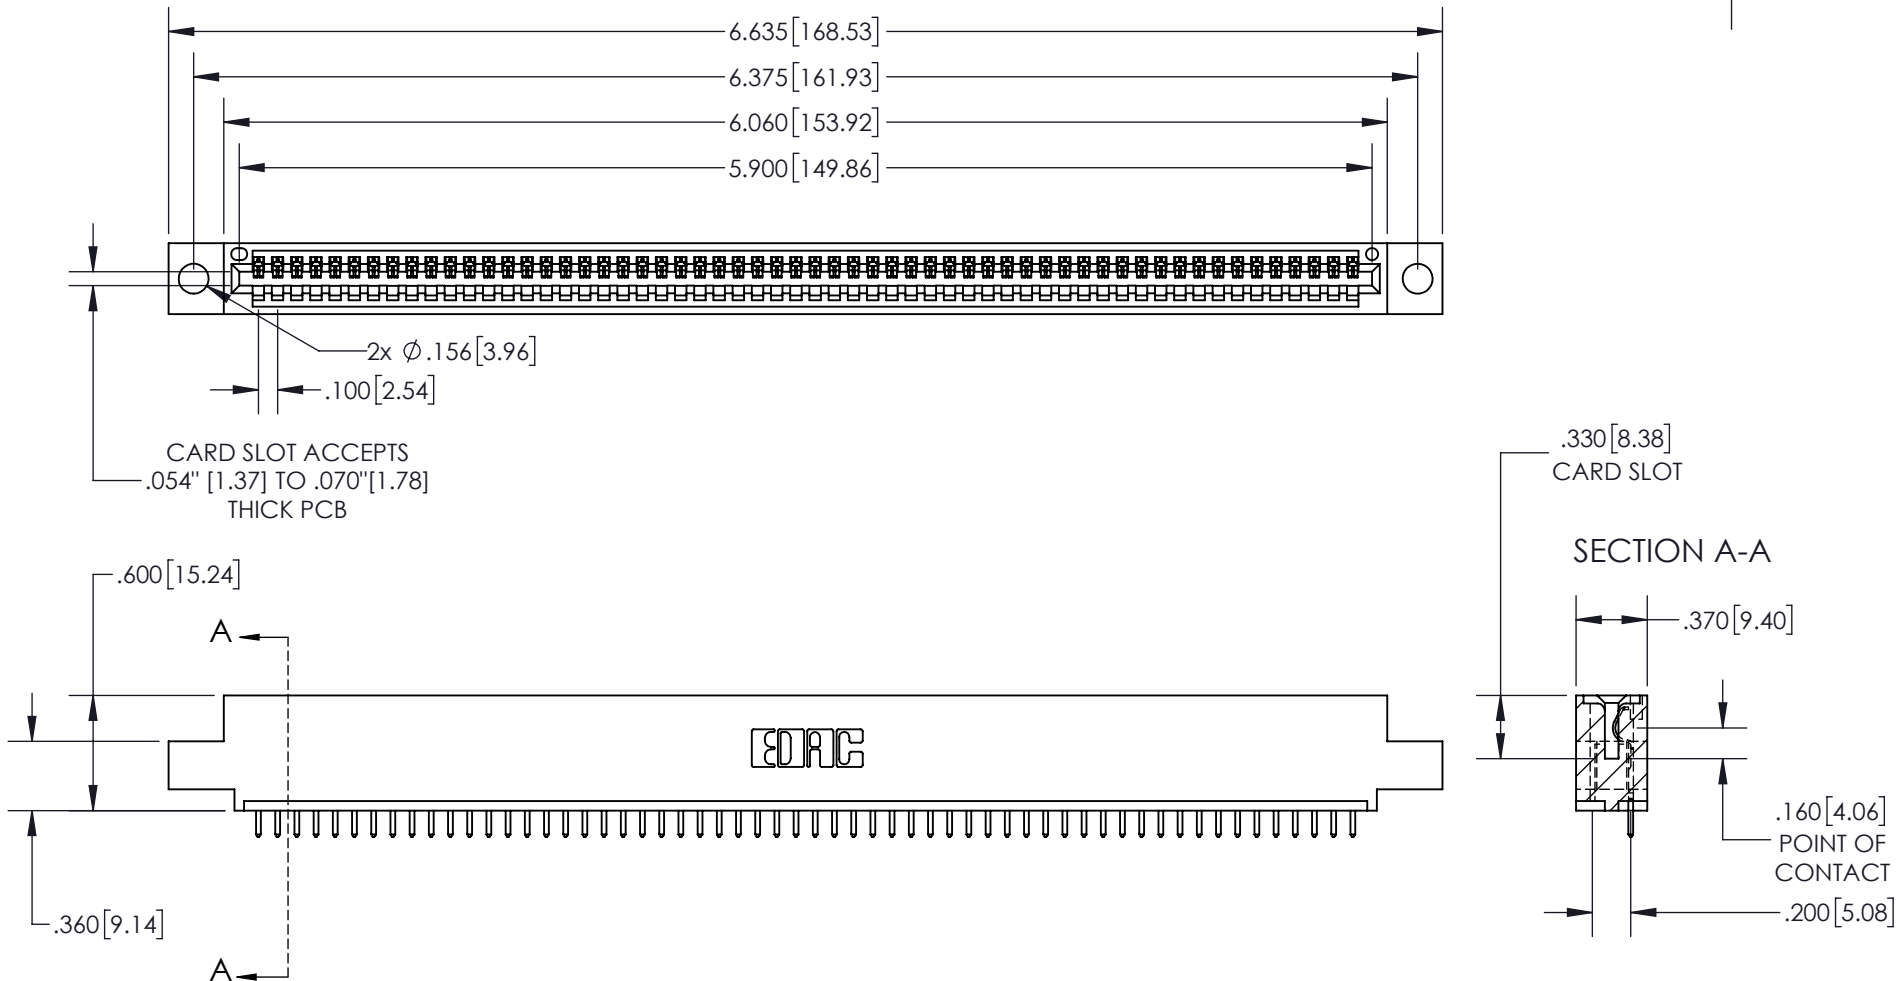 6.635[168.53]
6.375[161.93]
6.060[153.92]
5.900[149.86]
2x Ø.156[3.96]
.100[2.54]
CARD SLOT ACCEPTS
.054" [1.37] TO .070"[1.78]
THICK PCB
.330[8.38]
CARD SLOT
SECTION A-A
.600[15.24]
.370[9.40]
A
EDAC
.160[4.06]
POINT OF
CONTACT
.360[9.14]
.200[5.08]
A